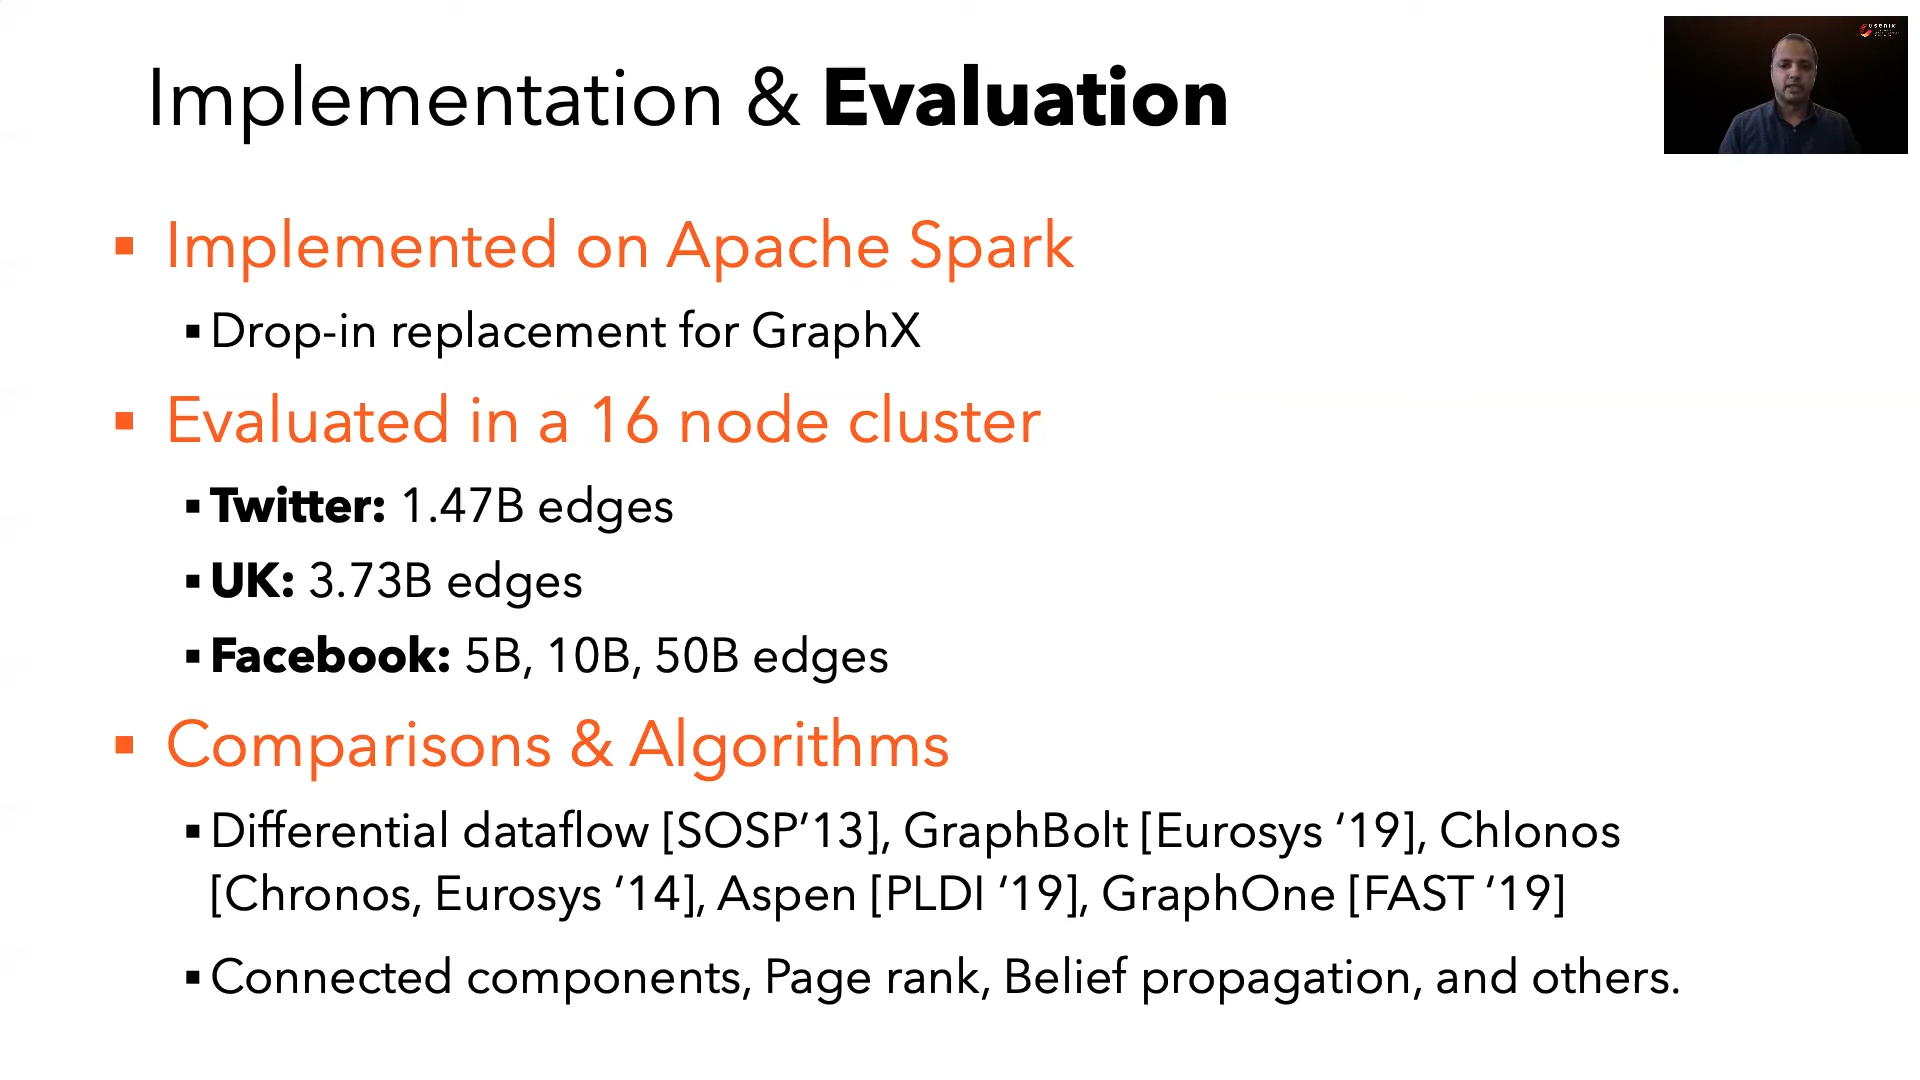 Implementation & Evaluation
usenix
Implemented on Apache Spark
Drop-in replacement for GraphX
Evaluated in a 16 node cluster
Twitter: 1.47B edges
UK: 3.73B edges
Facebook: 5B, 10B, 50B edges
Comparisons & Algorithms
Differential dataflow [SOSP’13], GraphBolt [Eurosys ‘19], Chlonos
[Chronos, Eurosys ‘14], Aspen [PLDI ‘19], GraphOne [FAST ‘19]
Connected components, Page rank, Belief propagation, and others.